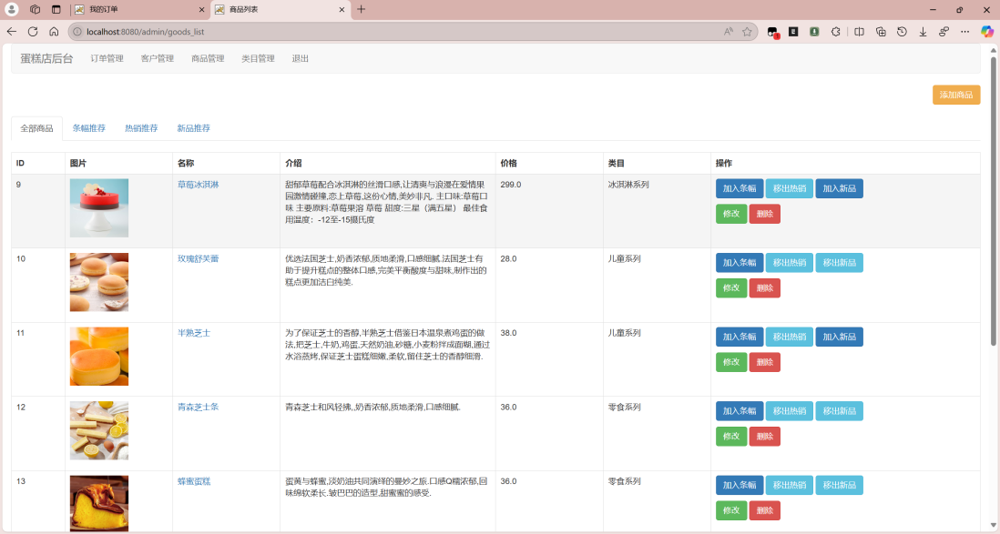 我的订单
商品列表
localhost:8080/admin/goods_list
蛋糕店后台 订单管理 客户管理 商品管理 类目管理 退出
添加商品
全部商品 条幅推荐 热销推荐 新品推荐
ID 图片 名称 介绍 价格 类目 操作
9 草莓冰淇淋
甜郁草莓配合冰淇淋的丝滑口感,让清爽与浪漫在爱情果
园激情碰撞,恋上草莓,这份心情,美妙非凡. 主口味:草莓口
味 主要原料:草莓果溶 草莓 甜度:三星（满五星） 最佳食
用温度：-12至-15摄氏度
299.0 冰淇淋系列
加入条幅 移出热销 加入新品
修改 删除
10 玫瑰舒芙蕾
优选法国芝士,奶香浓郁,质地柔滑,口感细腻.法国芝士有
助于提升糕点的整体口感,完美平衡酸度与甜味,制作出的
糕点更加洁白纯美.
28.0 儿童系列
加入条幅 移出热销 移出新品
修改 删除
11 半熟芝士
为了保证芝士的香醇,半熟芝士借鉴日本温泉煮鸡蛋的做
法,把芝士,牛奶,鸡蛋,天然奶油,砂糖,小麦粉拌成面糊,通过
水浴蒸烤,保证芝士蛋糕细嫩,柔软,留住芝士的香醇细滑.
38.0 儿童系列
加入条幅 移出热销 加入新品
修改 删除
12 青森芝士条
青森芝士和风轻拂,,奶香浓郁,质地柔滑,口感细腻.
36.0 零食系列
加入条幅 移出热销 移出新品
修改 删除
13 蜂蜜蛋糕
蛋黄与蜂蜜,淡奶油共同演绎的曼妙之旅.口感Q糯浓郁,回
味绵软柔长.皱巴巴的造型,甜蜜蜜的感受.
36.0 零食系列
加入条幅 移出热销 移出新品
修改 删除